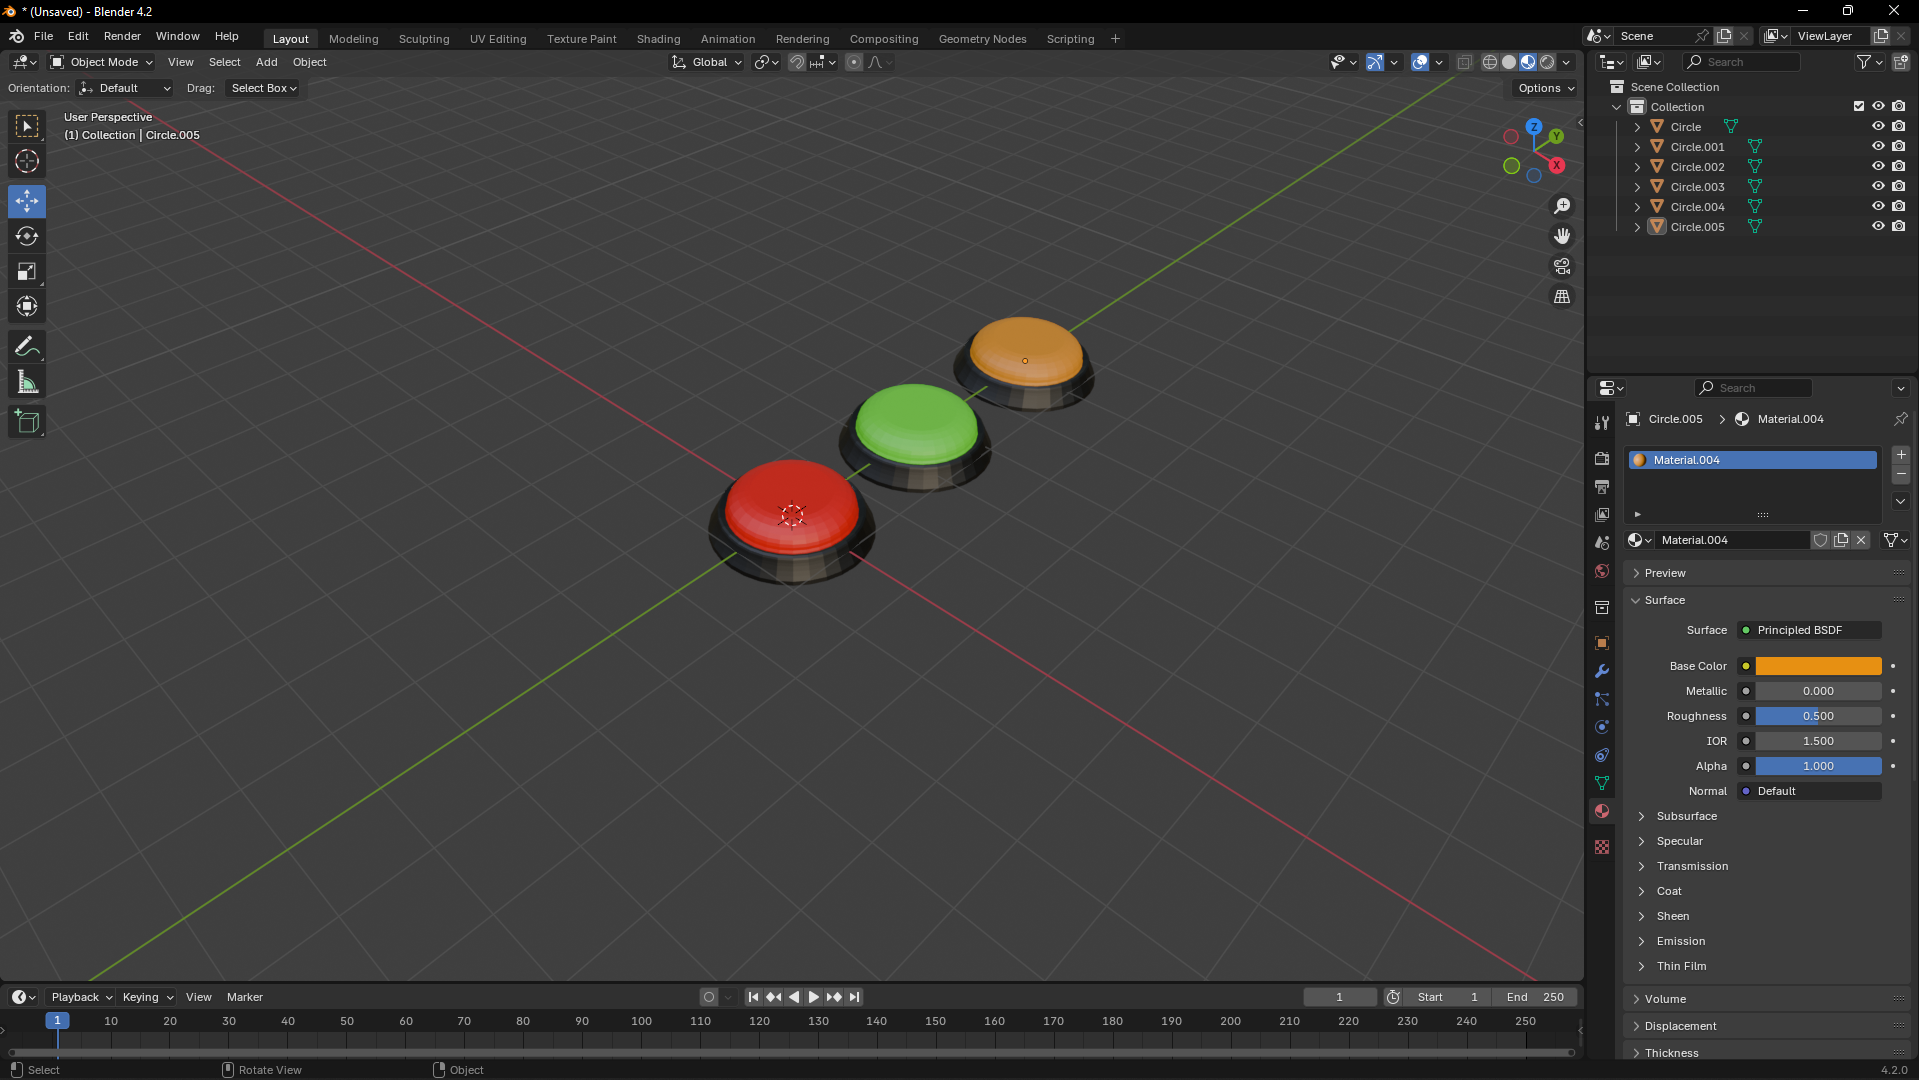 * (Unsaved) - Blender 4.2
File Edit Render Window Help
Layout Modeling Sculpting UV Editing Texture Paint Shading Animation Rendering Compositing Geometry Nodes Scripting +
Scene
ViewLayer
Object Mode View Select Add Object
Global
Search
Orientation: Default Drag: Select Box
Options
User Perspective
(1) Collection | Circle.005
Z
Y
X
Scene Collection
Collection
Circle
Circle.001
Circle.002
Circle.003
Circle.004
Circle.005
Search
Circle.005 > Material.004
Material.004
Material.004
Preview
Surface
Surface Principled BSDF
Base Color
Metallic 0.000
Roughness 0.500
IOR 1.500
Alpha 1.000
Normal Default
Subsurface
Specular
Transmission
Coat
Sheen
Emission
Thin Film
Volume
Displacement
Thickness
Playback Keying View Marker
1 Start 1 End 250
1 10 20 30 40 50 60 70 80 90 100 110 120 130 140 150 160 170 180 190 200 210 220 230 240 250
Select Rotate View Object
4.2.0